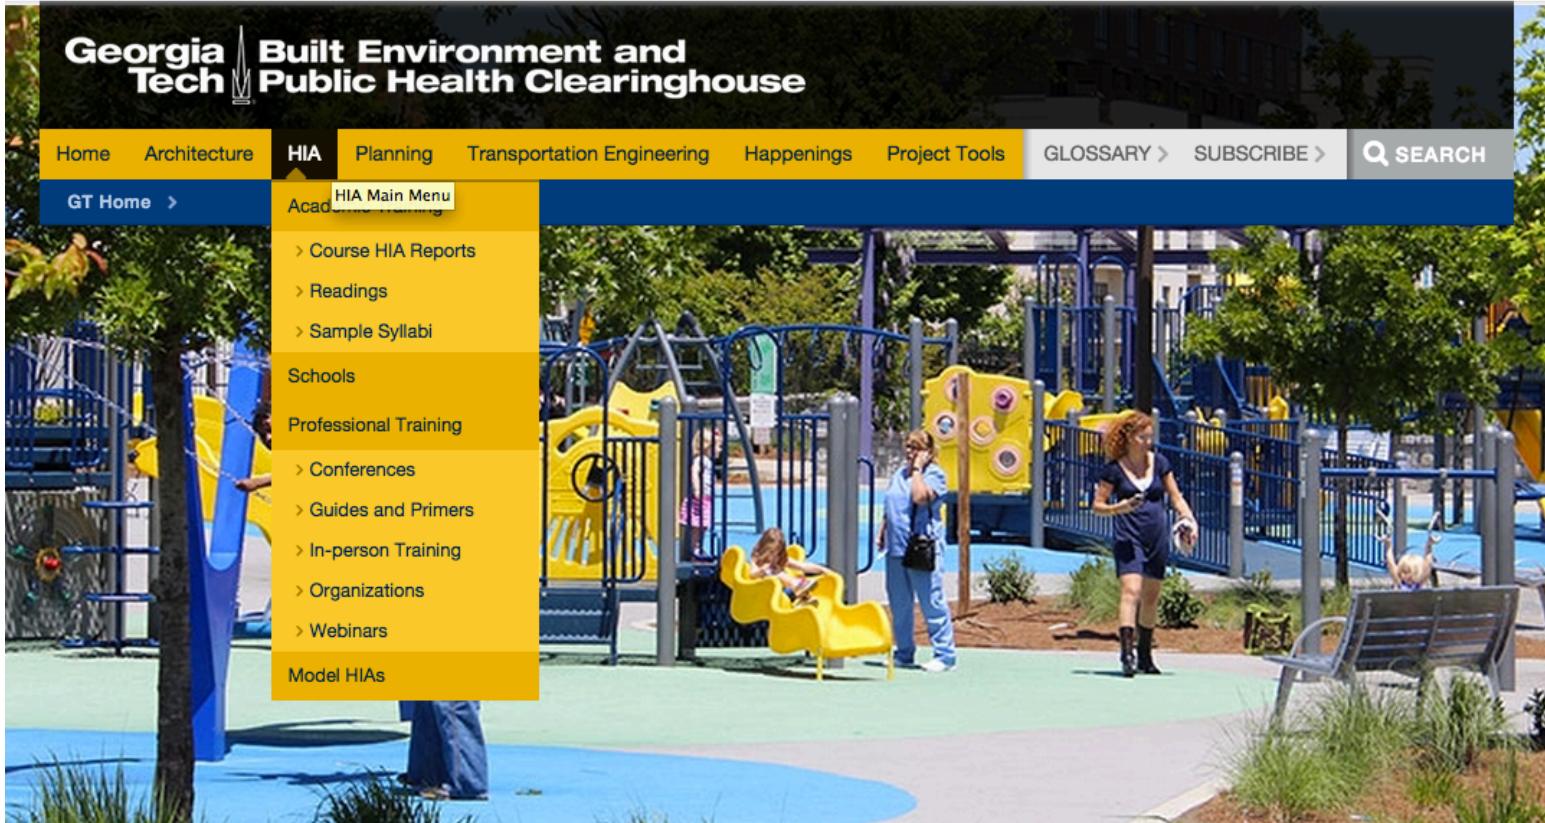 Georgia Tech
Built Environment and
Public Health Clearinghouse
Home Architecture HIA Planning Transportation Engineering Happenings Project Tools GLOSSARY > SUBSCRIBE > SEARCH
GT Home >
HIA Main Menu
Academic Training
> Course HIA Reports
> Readings
> Sample Syllabi
Schools
Professional Training
> Conferences
> Guides and Primers
> In-person Training
> Organizations
> Webinars
Model HIAs